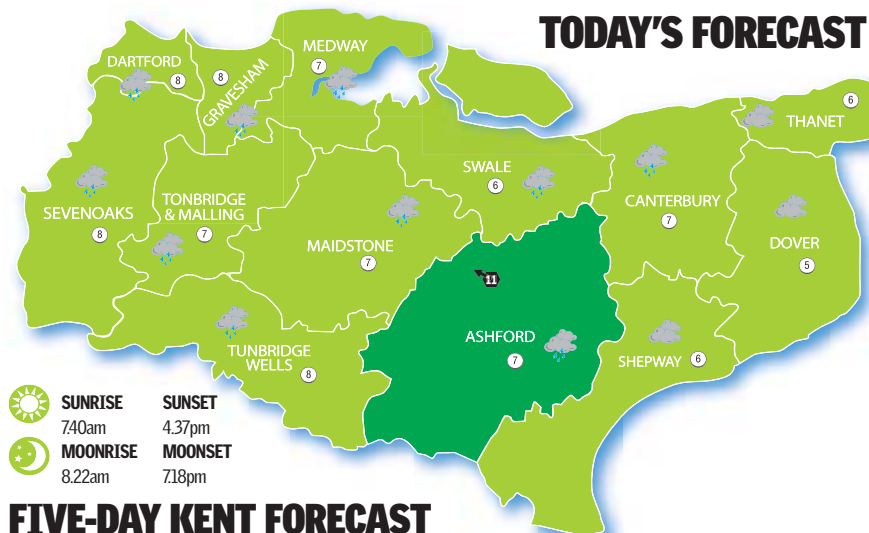 TODAY'S FORECAST
MEDWAY
7
DARTFORD
8
8
GRAVESHAM
6
THANET
SWALE
6
CANTERBURY
7
SEVENOAKS
8
TONBRIDGE
& MALLING
7
MAIDSTONE
7
DOVER
5
11
ASHFORD
7
SHEPWAY
6
TUNBRIDGE
WELLS
8
SUNRISE SUNSET
7.40am 4.37pm
MOONRISE MOONSET
8.22am 7.18pm
FIVE-DAY KENT FORECAST